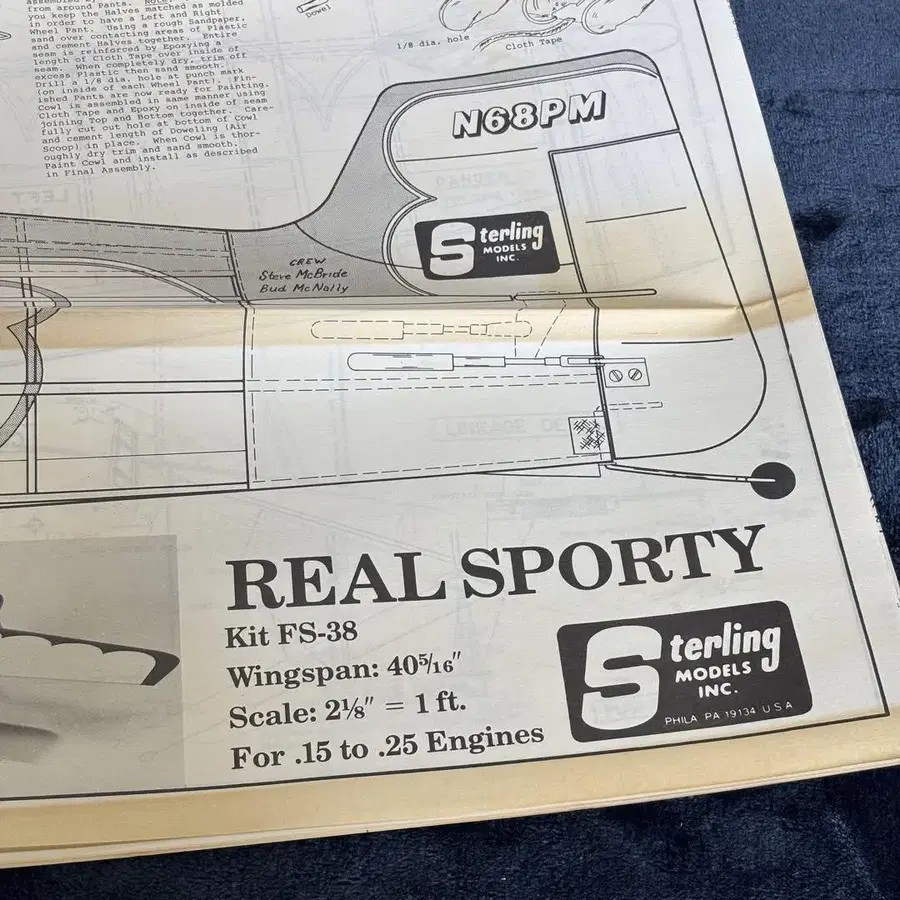 from around Pants. NOTE:
you keep the Halves matched as molded
in order to have a Left and Right
Wheel Pant. Using a rough Sandpaper,
sand over contacting areas of Plastic
and cement Halves together. Entire
seam is reinforced by Epoxying a
length of Cloth Tape over inside of
seam. When completely dry, trim off
excess Plastic then sand smooth.
Drill a 1/8 dia. hole at punch mark
(on inside of each Wheel Pant). Fin-
ished Pants are now ready for Painting.
Cowl is assembled in same manner using
Cloth Tape and Epoxy on inside of seam
joining Top and Bottom together. Care-
fully cut out hole at bottom of Cowl
and cement length of Doweling (Air
Scoop) in place. When Cowl is thor-
oughly dry trim and sand smooth.
Paint Cowl and install as described
in Final Assembly.
Dowel
1/8 dia. hole
Cloth Tape
N68PM
Sterling
MODELS
INC.
CREW
Steve McBride
Bud McNally
REAL SPORTY
Kit FS-38
Wingspan: 40 5/16"
Scale: 2⅛" = 1 ft.
For .15 to .25 Engines
Sterling
MODELS
INC.
PHILA PA 19134 U S A